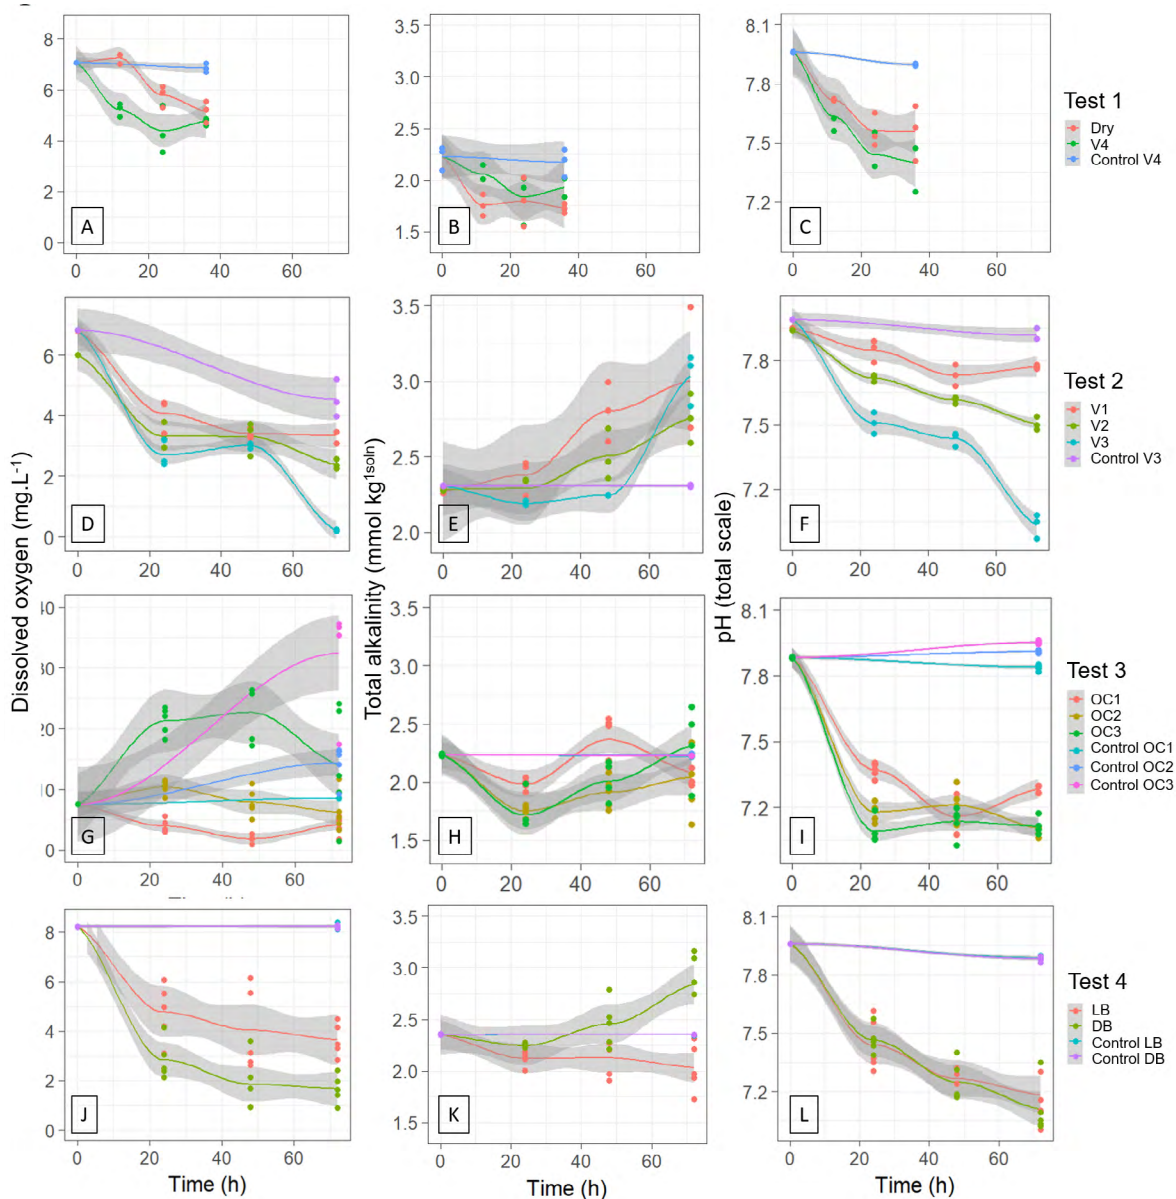 8
6
4
2
0
A
0 20 40 60
3.5
3.0
2.5
2.0
1.5
B
0 20 40 60
8.1
7.8
7.5
7.2
C
0 20 40 60
Test 1
Dry
V4
Control V4
6
4
2
0
D
0 20 40 60
3.5
3.0
2.5
2.0
E
0 20 40 60
7.8
7.5
7.2
F
0 20 40 60
Test 2
V1
V2
V3
Control V3
Dissolved oxygen (mg.L-1)
Total alkalinity (mmol kg1soln)
pH (total scale)
40
30
20
10
0
G
0 20 40 60
3.5
3.0
2.5
2.0
1.5
H
0 20 40 60
8.1
7.8
7.5
7.2
I
0 20 40 60
Test 3
OC1
OC2
OC3
Control OC1
Control OC2
Control OC3
8
6
4
2
0
J
0 20 40 60
Time (h)
3.5
3.0
2.5
2.0
1.5
K
0 20 40 60
Time (h)
8.1
7.8
7.5
7.2
L
0 20 40 60
Time (h)
Test 4
LB
DB
Control LB
Control DB